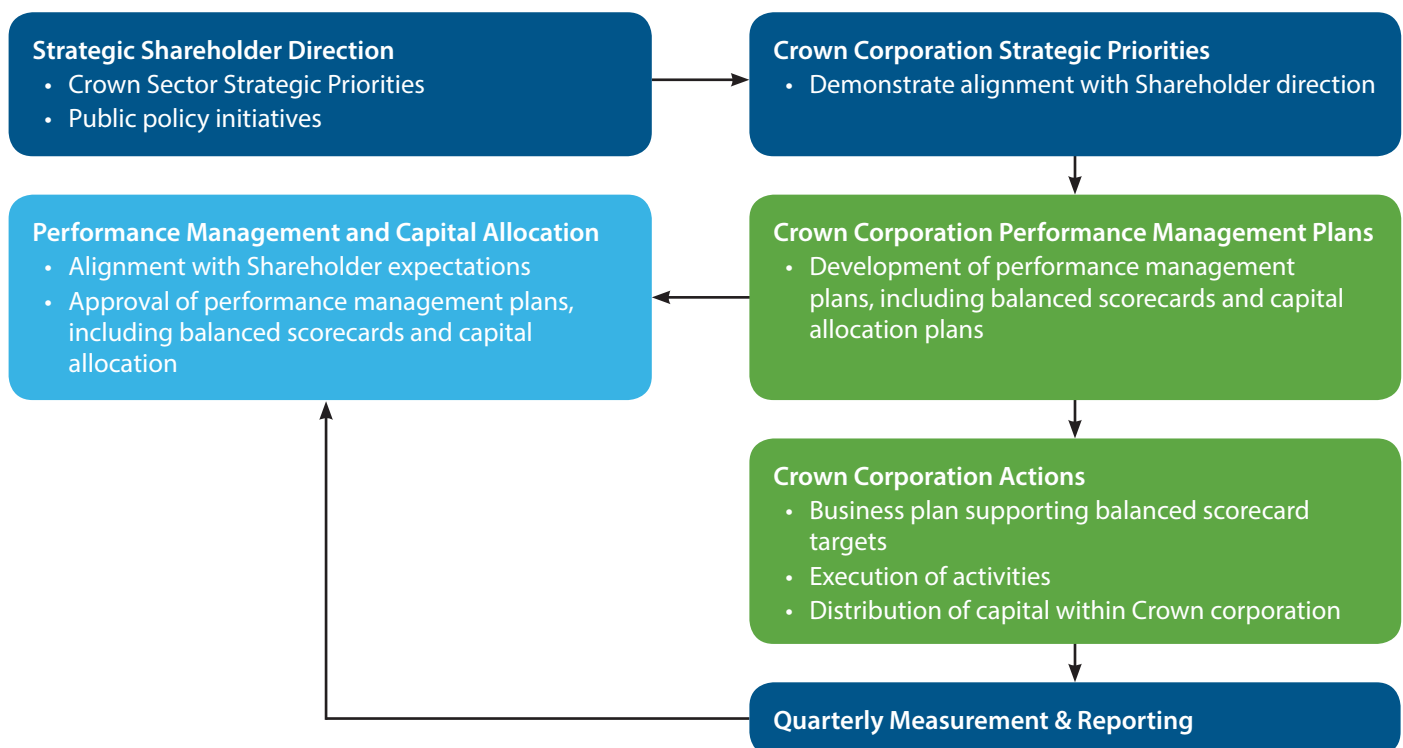 Strategic Shareholder Direction
• Crown Sector Strategic Priorities
• Public policy initiatives
Crown Corporation Strategic Priorities
• Demonstrate alignment with Shareholder direction
Performance Management and Capital Allocation
• Alignment with Shareholder expectations
• Approval of performance management plans,
including balanced scorecards and capital
allocation
Crown Corporation Performance Management Plans
• Development of performance management
plans, including balanced scorecards and capital
allocation plans
Crown Corporation Actions
• Business plan supporting balanced scorecard
targets
• Execution of activities
• Distribution of capital within Crown corporation
Quarterly Measurement & Reporting